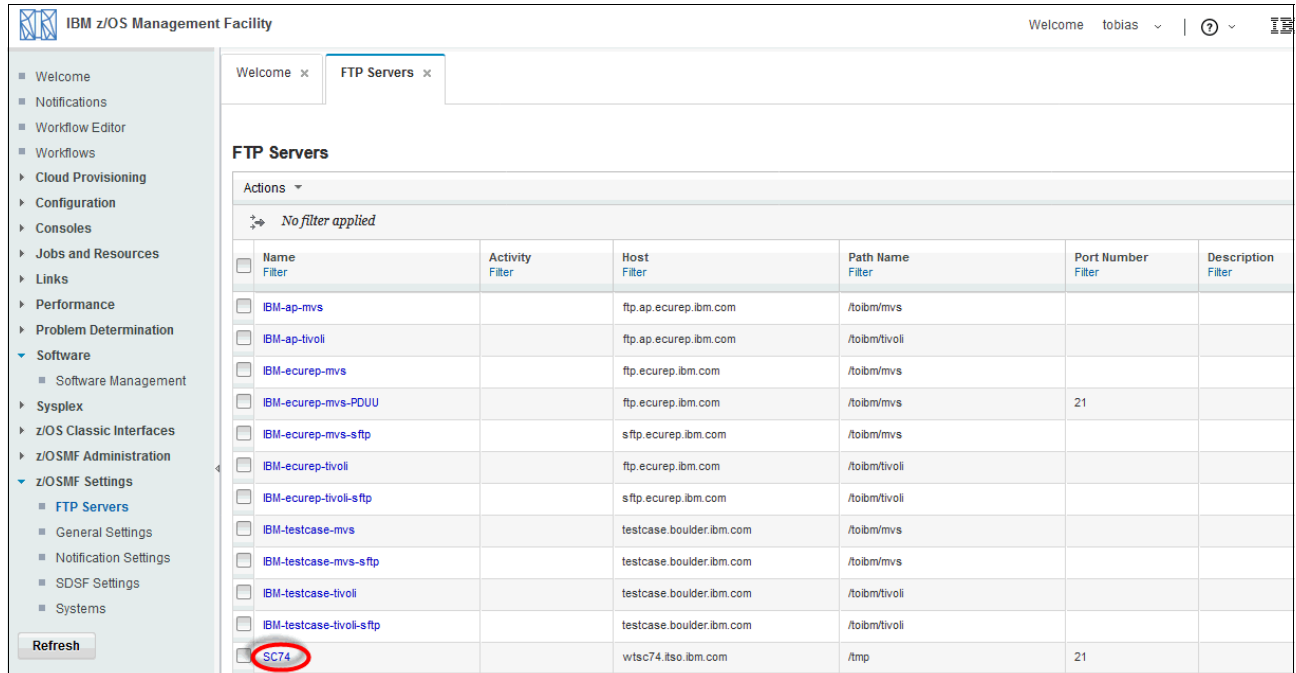 IBM z/OS Management Facility
Welcome tobias
IBM
Welcome
Notifications
Workflow Editor
Workflows
Cloud Provisioning
Configuration
Consoles
Jobs and Resources
Links
Performance
Problem Determination
Software
Software Management
Sysplex
z/OS Classic Interfaces
z/OSMF Administration
z/OSMF Settings
FTP Servers
General Settings
Notification Settings
SDSF Settings
Systems
Refresh
Welcome FTP Servers
FTP Servers
Actions
No filter applied
Name Activity Host Path Name Port Number Description
Filter Filter Filter Filter Filter Filter
IBM-ap-mvs ftp.ap.ecurep.ibm.com /toibm/mvs
IBM-ap-tivoli ftp.ap.ecurep.ibm.com /toibm/tivoli
IBM-ecurep-mvs ftp.ecurep.ibm.com /toibm/mvs
IBM-ecurep-mvs-PDUU ftp.ecurep.ibm.com /toibm/mvs 21
IBM-ecurep-mvs-sftp sftp.ecurep.ibm.com /toibm/mvs
IBM-ecurep-tivoli ftp.ecurep.ibm.com /toibm/tivoli
IBM-ecurep-tivoli-sftp sftp.ecurep.ibm.com /toibm/tivoli
IBM-testcase-mvs testcase.boulder.ibm.com /toibm/mvs
IBM-testcase-mvs-sftp testcase.boulder.ibm.com /toibm/mvs
IBM-testcase-tivoli testcase.boulder.ibm.com /toibm/tivoli
IBM-testcase-tivoli-sftp testcase.boulder.ibm.com /toibm/tivoli
SC74 wtsc74.itso.ibm.com /tmp 21